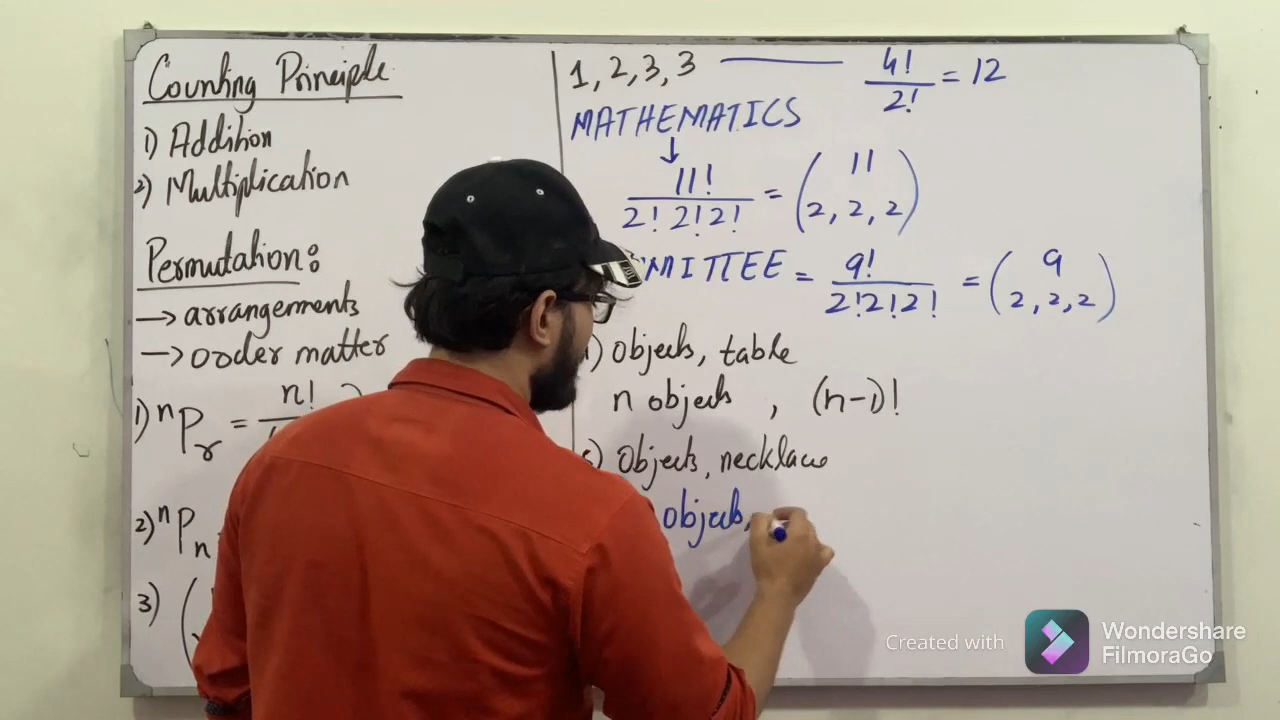 Counting Principle
1) Addition
2) Multiplication
Permutation:
→ arrangements
→ order matter
1) ⁿPᵣ = n!
2) ⁿPₙ
3) (
1, 2, 3, 3 —— 4!/2! = 12
MATHEMATICS
↓
11!/(2! 2! 2!) = (11 / 2, 2, 2)
MITTEE = 9!/(2! 2! 2!) = (9 / 2, 2, 2)
) objects, table
n objects , (n-1)!
) Objects, necklace
objects,
Created with
Wondershare
FilmoraGo